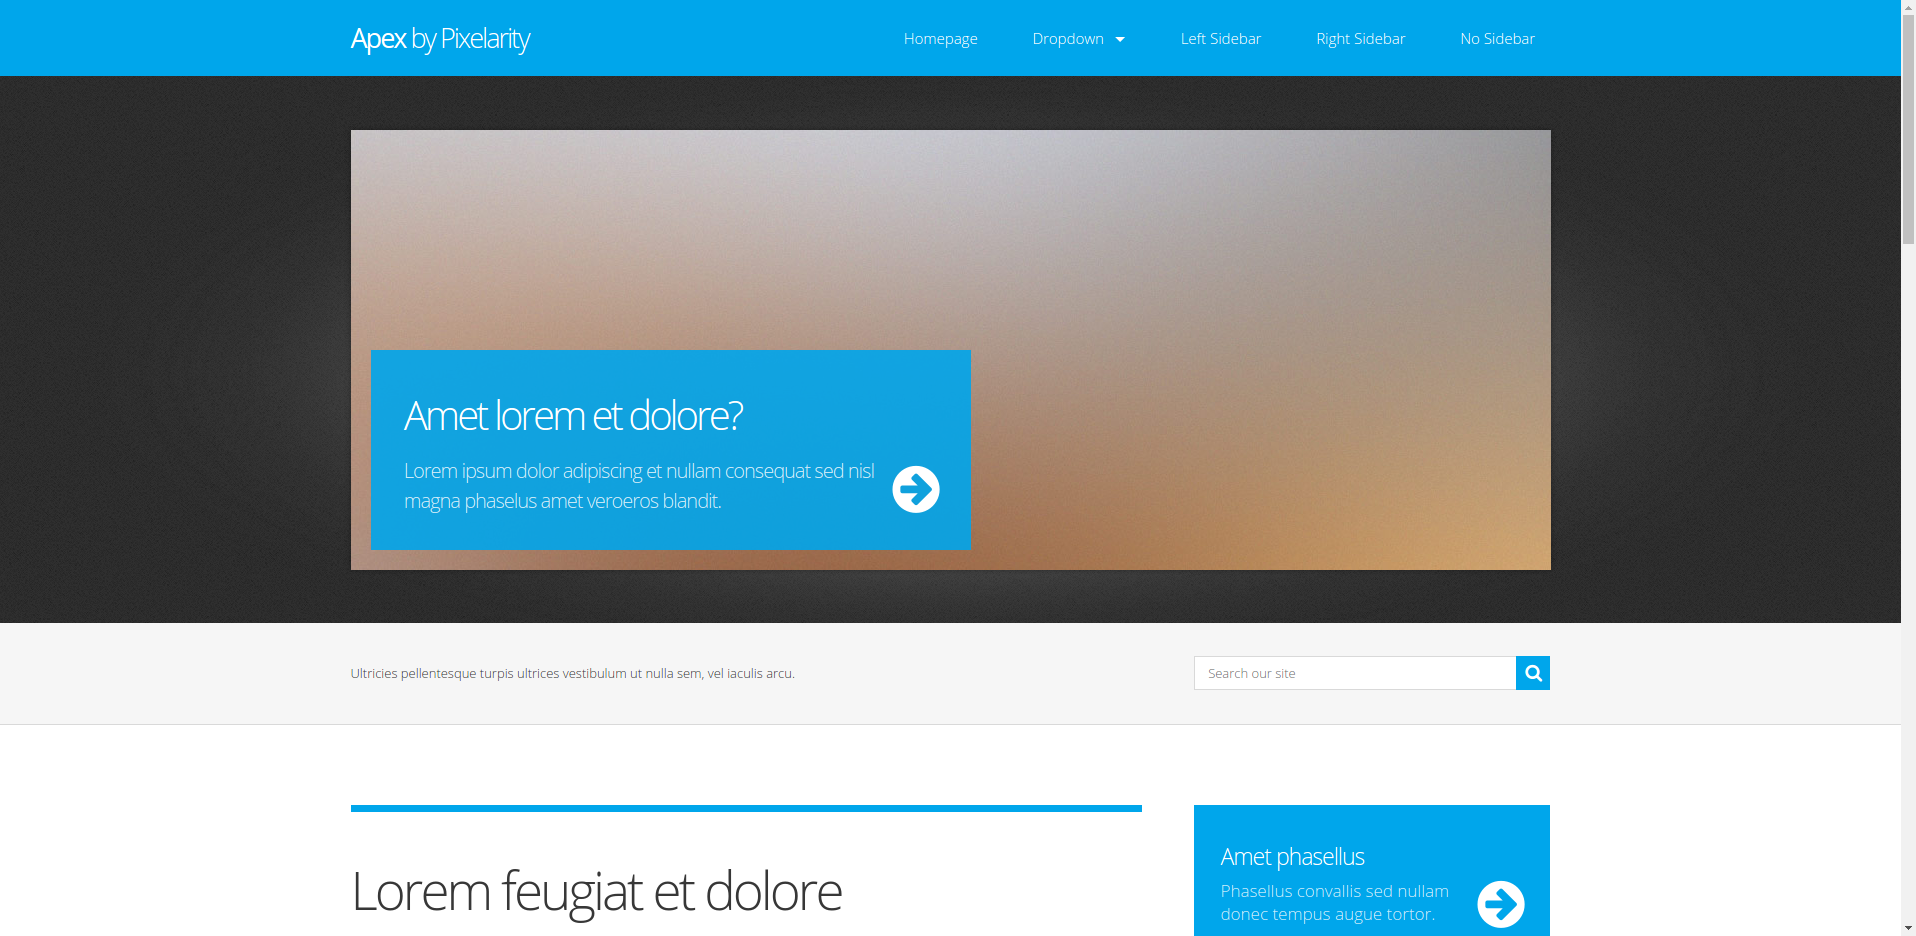 Apex by Pixelarity
Homepage
Dropdown
Left Sidebar
Right Sidebar
No Sidebar
Amet lorem et dolore?
Lorem ipsum dolor adipiscing et nullam consequat sed nisl
magna phaselus amet veroeros blandit.
Ultricies pellentesque turpis ultrices vestibulum ut nulla sem, vel iaculis arcu.
Search our site
Lorem feugiat et dolore
Amet phasellus
Phasellus convallis sed nullam
donec tempus augue tortor.